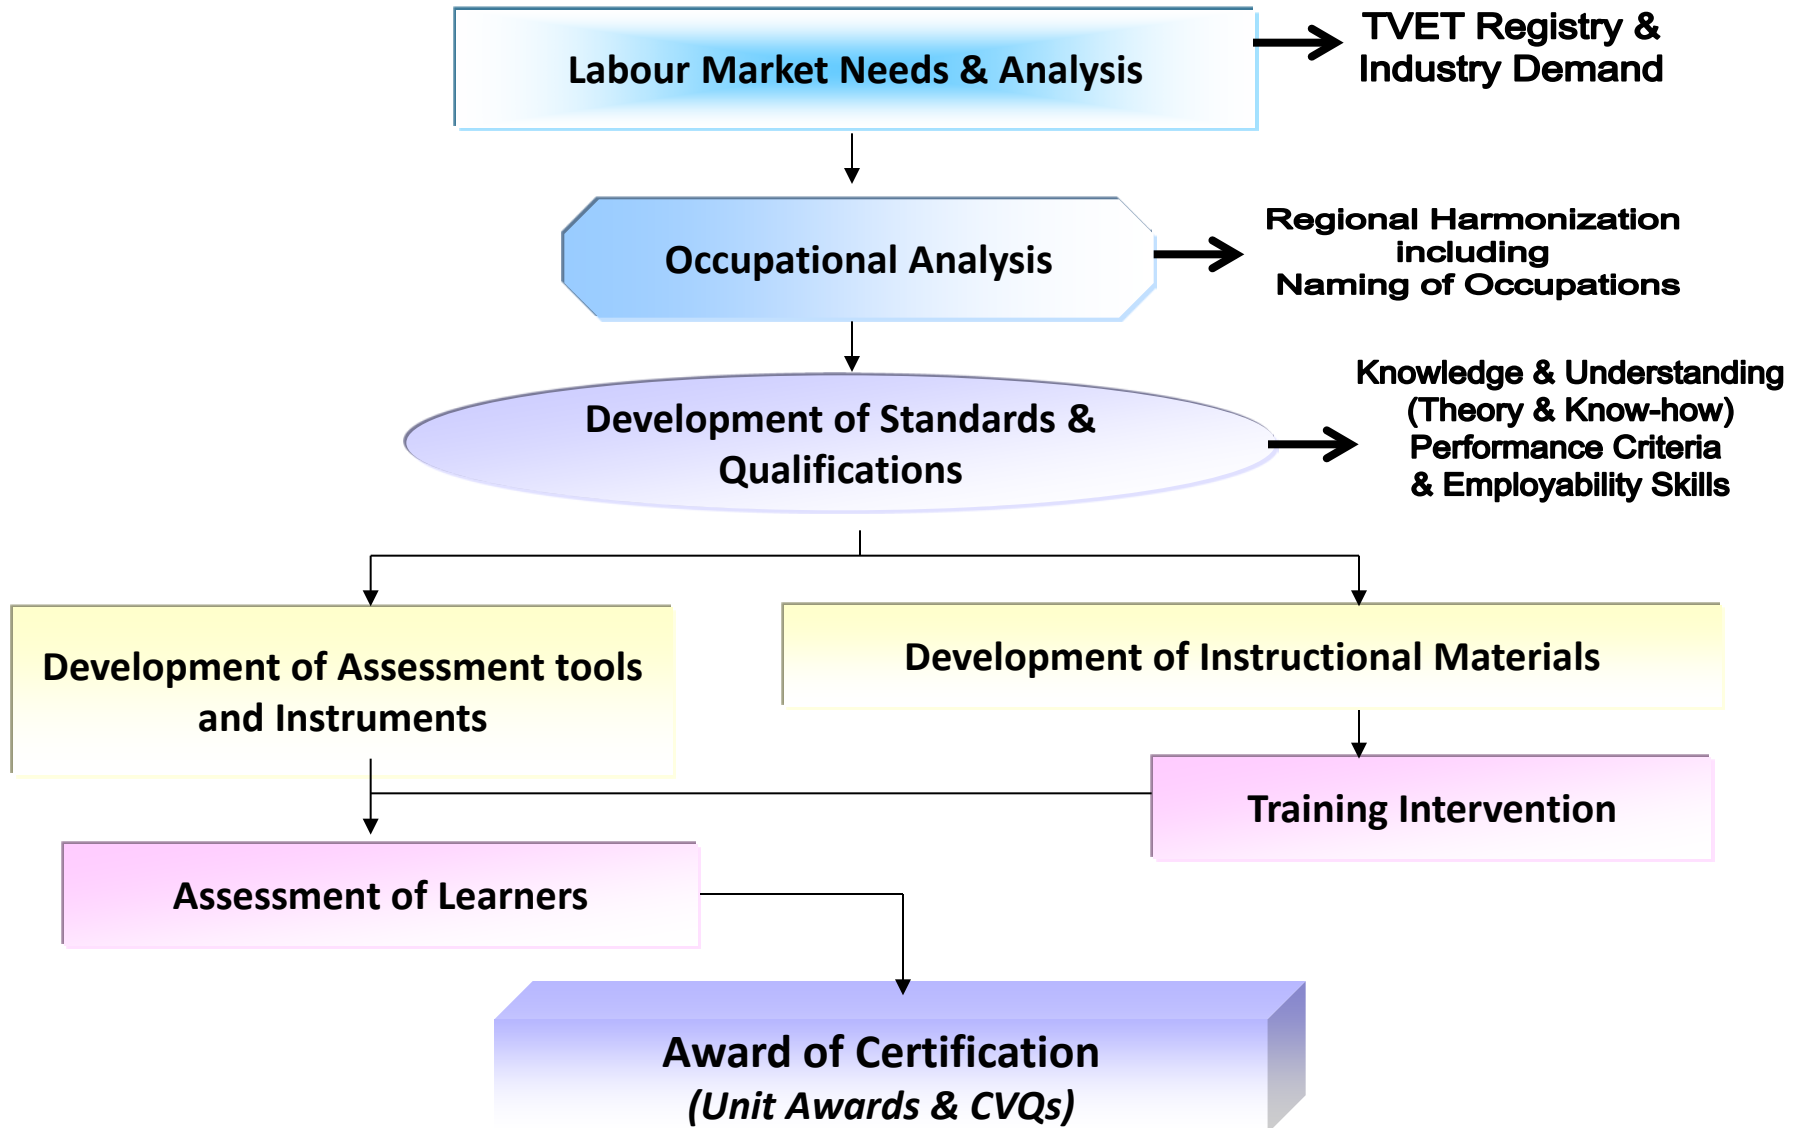 Labour Market Needs & Analysis
TVET Registry &
Industry Demand
Occupational Analysis
Regional Harmonization
including
Naming of Occupations
Development of Standards &
Qualifications
Knowledge & Understanding
(Theory & Know-how)
Performance Criteria
& Employability Skills
Development of Assessment tools
and Instruments
Development of Instructional Materials
Training Intervention
Assessment of Learners
Award of Certification
(Unit Awards & CVQs)